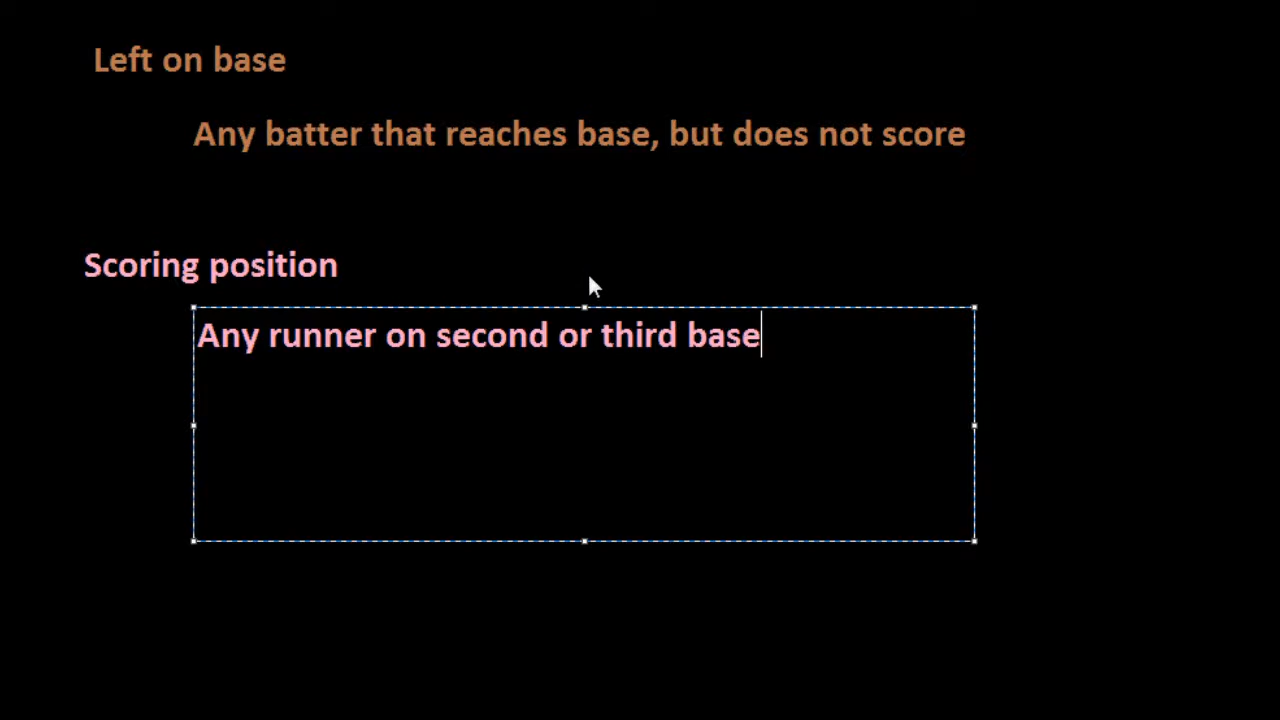 Left on base
Any batter that reaches base, but does not score
Scoring position
Any runner on second or third base